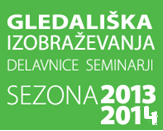 GLEDALIŠKA
IZOBRAŽEVANJA
DELAVNICE SEMINARJI
SEZONA 2013
2014